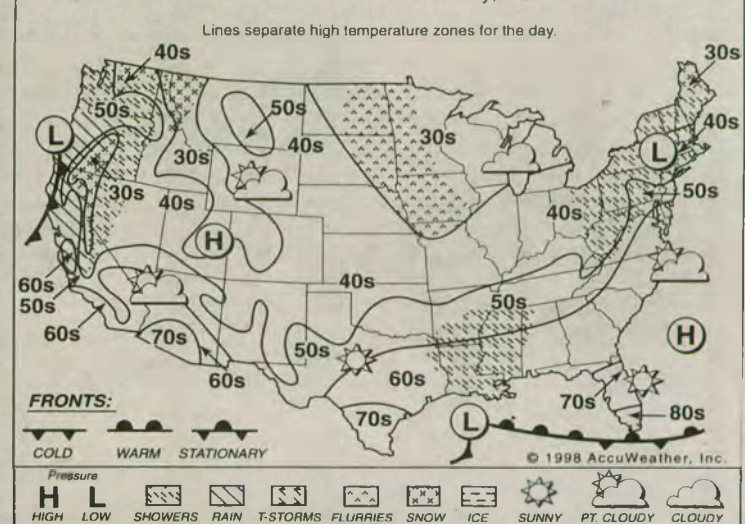 Lines separate high temperature zones for the day.
40s
30s
50s
L
50s
40s
30s
40s
L
30s
50s
30s
40s
40s
H
60s
50s
40s
60s
50s
70s
H
50s
60s
60s
70s
70s
80s
L
FRONTS:
COLD WARM STATIONARY
© 1998 AccuWeather, Inc.
Pressure
H L
HIGH LOW SHOWERS RAIN T-STORMS FLURRIES SNOW ICE SUNNY PT. CLOUDY CLOUDY